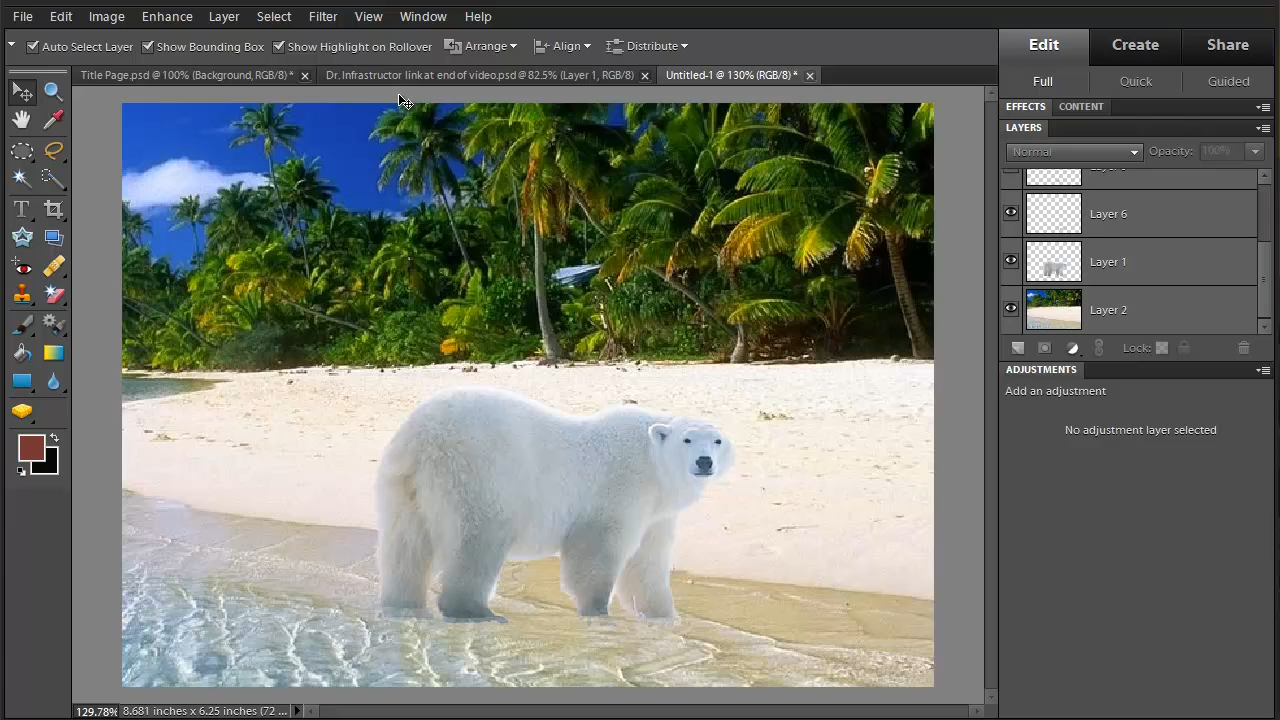 File Edit Image Enhance Layer Select Filter View Window Help
Auto Select Layer Show Bounding Box Show Highlight on Rollover Arrange Align Distribute
Edit Create Share
Title Page.psd @ 100% (Background, RGB/8) * Dr. Infrastructor link at end of video.psd @ 82.5% (Layer 1, RGB/8) Untitled-1 @ 130% (RGB/8) *
Full Quick Guided
EFFECTS CONTENT
LAYERS
Normal Opacity: 100%
Layer 6
Layer 1
Layer 2
Lock:
ADJUSTMENTS
Add an adjustment
No adjustment layer selected
129.78% 8.681 inches x 6.25 inches (72 ...